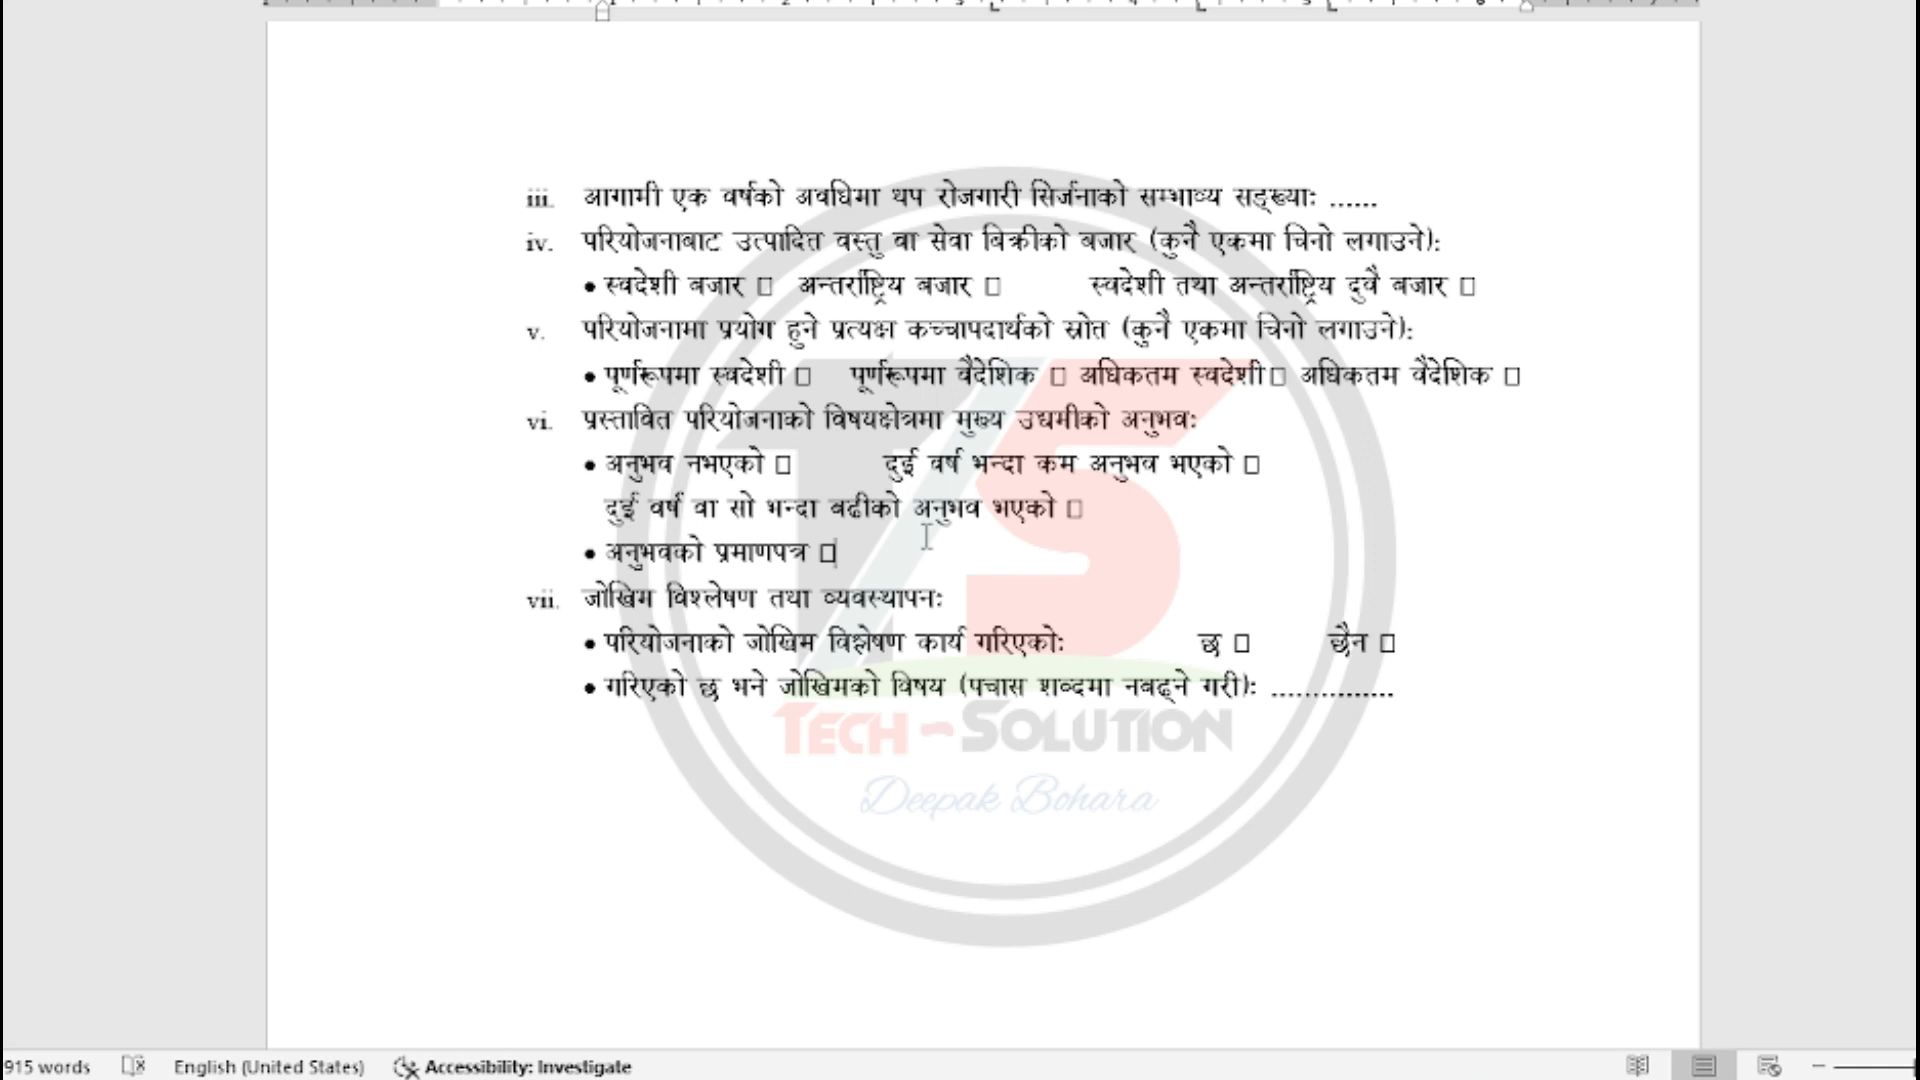 iii. आगामी एक वर्षको अवधिमा थप रोजगारी सिर्जनाको सम्भाव्य सङ्ख्याः ......
iv. परियोजनाबाट उत्पादित वस्तु वा सेवा बिक्रीको बजार (कुनै एकमा चिनो लगाउने):
• स्वदेशी बजार □ अन्तर्राष्ट्रिय बजार □ स्वदेशी तथा अन्तर्राष्ट्रिय दुवै बजार □
v. परियोजनामा प्रयोग हुने प्रत्यक्ष कच्चापदार्थको स्रोत (कुनै एकमा चिनो लगाउने):
• पूर्णरूपमा स्वदेशी □ पूर्णरूपमा वैदेशिक □ अधिकतम स्वदेशी□ अधिकतम वैदेशिक □
vi. प्रस्तावित परियोजनाको विषयक्षेत्रमा मुख्य उद्यमीको अनुभवः
• अनुभव नभएको □ दुई वर्ष भन्दा कम अनुभव भएको □
दुई वर्ष वा सो भन्दा बढीको अनुभव भएको □
• अनुभवको प्रमाणपत्र □
vii. जोखिम विश्लेषण तथा व्यवस्थापनः
• परियोजनाको जोखिम विश्लेषण कार्य गरिएकोः छ □ छैन □
• गरिएको छ भने जोखिमको विषय (पचास शब्दमा नबढ्ने गरी): ...............
TECH-SOLUTION
Deepak Bohara
915 words English (United States) Accessibility: Investigate